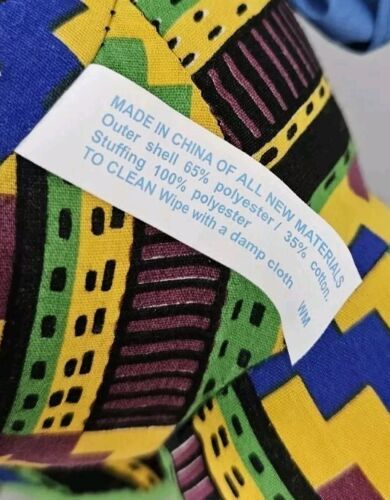 MADE IN CHINA OF ALL NEW MATERIALS
Outer shell 65% polyester / 35% cotton.
Stuffing 100% polyester
TO CLEAN Wipe with a damp cloth WM